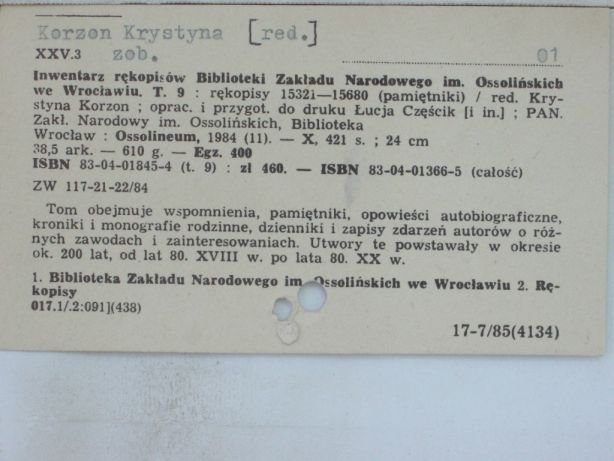 Korzon Krystyna [red.]
XXV.3 zob. 01
Inwentarz rękopisów Biblioteki Zakładu Narodowego im. Ossolińskich
we Wrocławiu. T. 9 : rękopisy 1532i—15680 (pamiętniki) / red. Kry-
styna Korzon ; oprac. i przygot. do druku Łucja Częścik [i in.] ; PAN.
Zakł. Narodowy im. Ossolińskich, Biblioteka
Wrocław : Ossolineum, 1984 (11). — X, 421 s. ; 24 cm
38,5 ark. — 610 g. — Egz. 400
ISBN 83-04-01845-4 (t. 9) : zł 460. — ISBN 83-04-01366-5 (całość)
ZW 117-21-22/84
Tom obejmuje wspomnienia, pamiętniki, opowieści autobiograficzne,
kroniki i monografie rodzinne, dzienniki i zapisy zdarzeń autorów o róż-
nych zawodach i zainteresowaniach. Utwory te powstawały w okresie
ok. 200 lat, od lat 80. XVIII w. po lata 80. XX w.
1. Biblioteka Zakładu Narodowego im. Ossolińskich we Wrocławiu 2. Rę-
kopisy
017.1/.2:091](438)
17-7/85(4134)